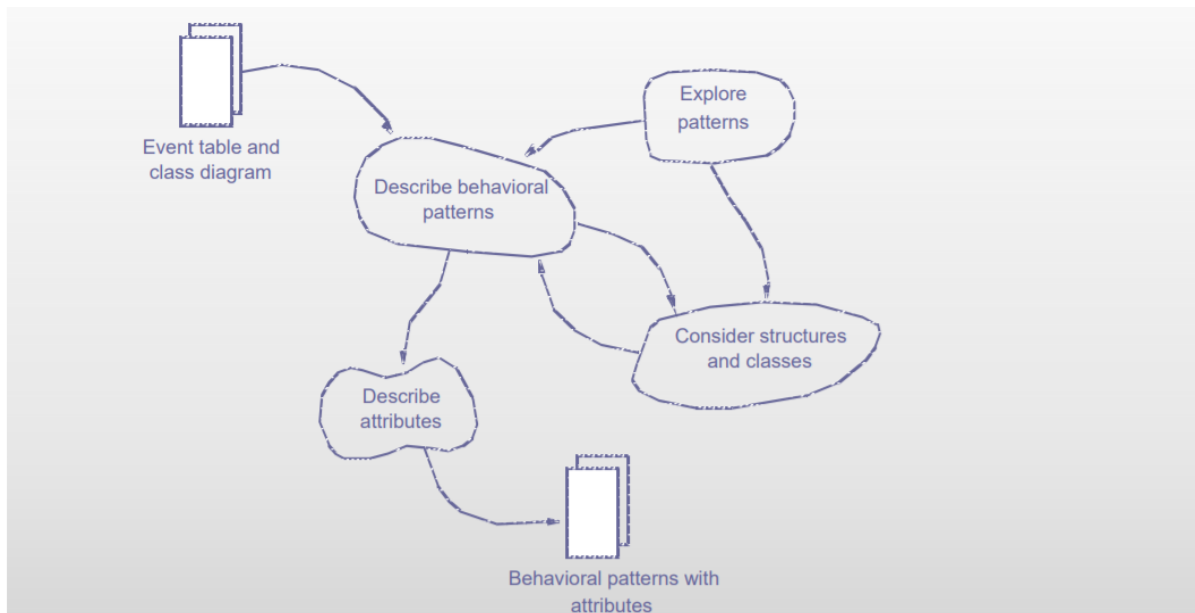 Event table and
class diagram
Explore
patterns
Describe behavioral
patterns
Consider structures
and classes
Describe
attributes
Behavioral patterns with
attributes